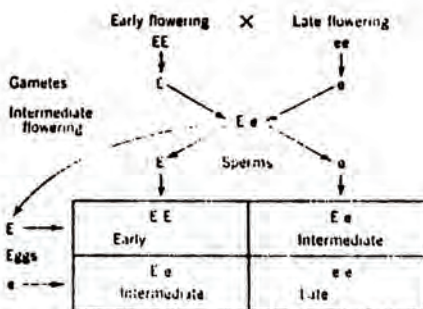 Early flowering × Late flowering
EE ee
Gametes E e
Intermediate
flowering
E e
E Sperms e
E
Eggs
e
E E
Early
E e
Intermediate
E e
Intermediate
e e
Late